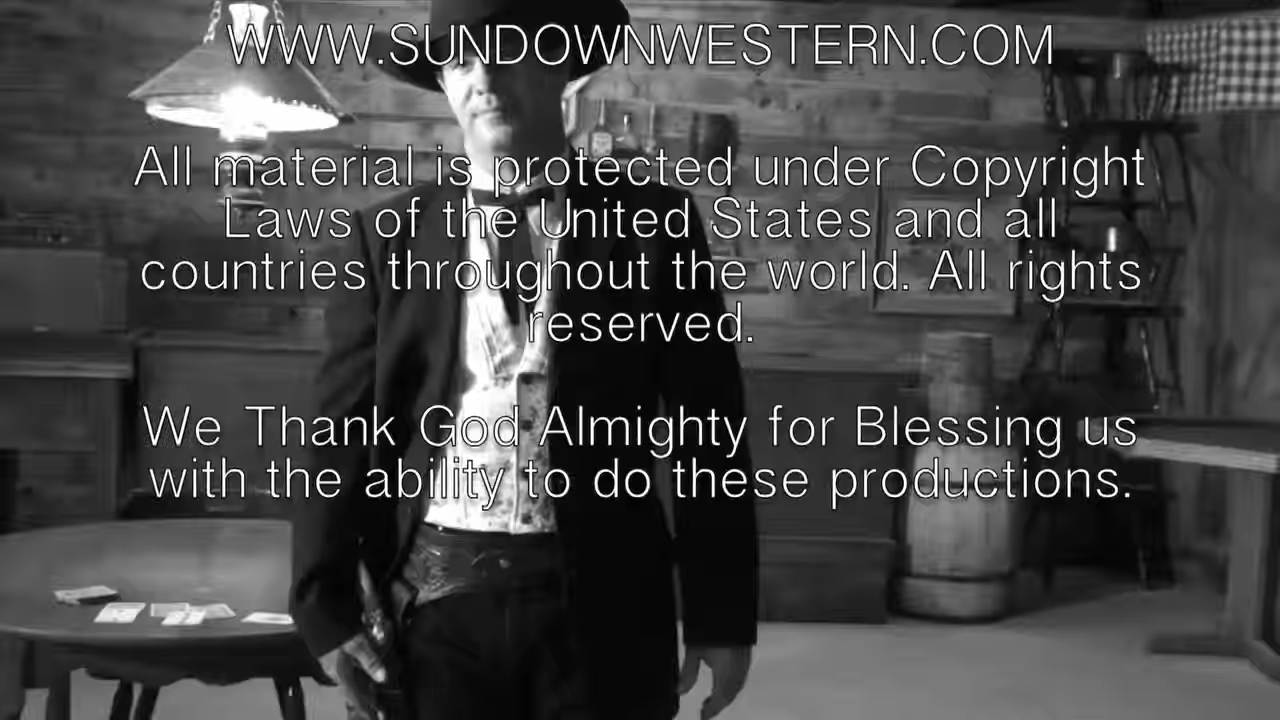 WWW.SUNDOWNWESTERN.COM
All material is protected under Copyright
Laws of the United States and all
countries throughout the world. All rights
reserved.
We Thank God Almighty for Blessing us
with the ability to do these productions.